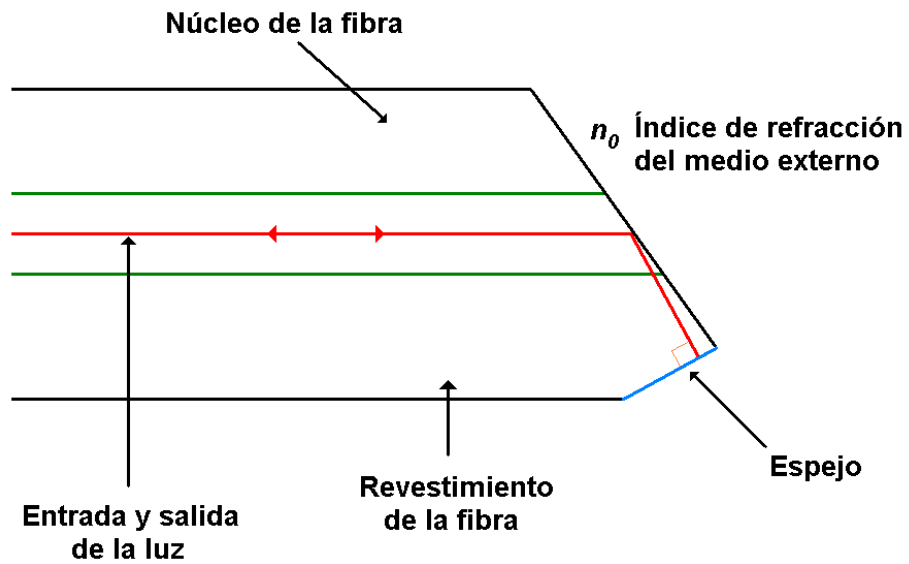 Núcleo de la fibra
n0 Índice de refracción
del medio externo
Espejo
Revestimiento
de la fibra
Entrada y salida
de la luz